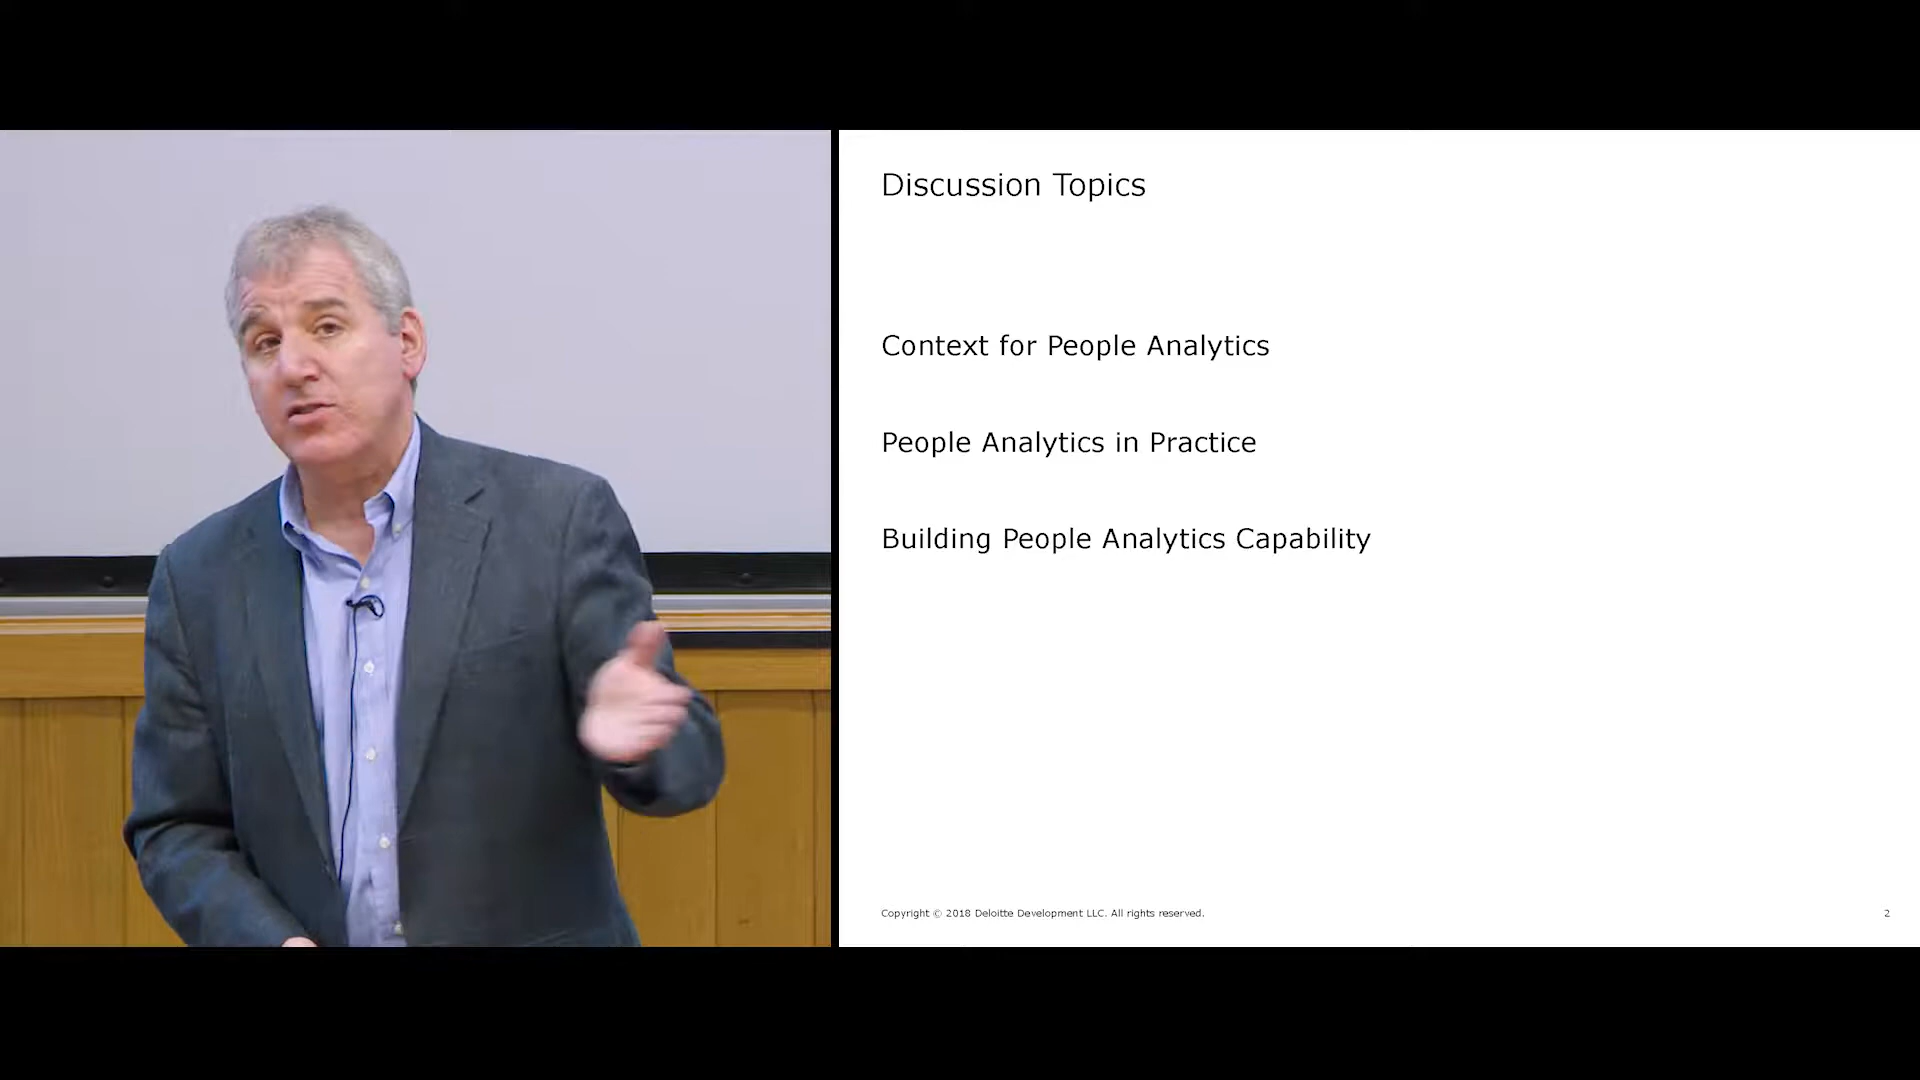 Discussion Topics
Context for People Analytics
People Analytics in Practice
Building People Analytics Capability
Copyright © 2018 Deloitte Development LLC. All rights reserved.
2